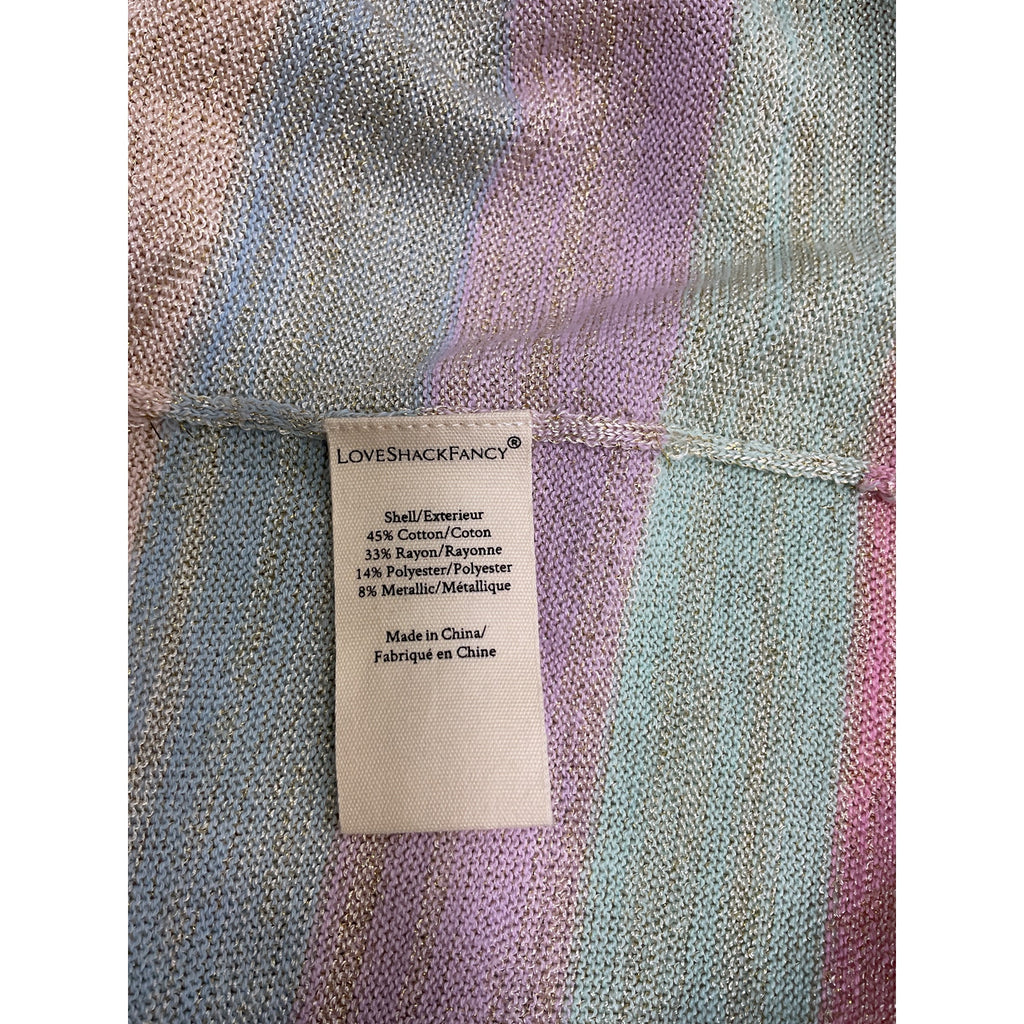 LOVESHACKFANCY®
Shell/Exterieur
45% Cotton/Coton
33% Rayon/Rayonne
14% Polyester/Polyester
8% Metallic/Métallique
Made in China/
Fabriqué en Chine